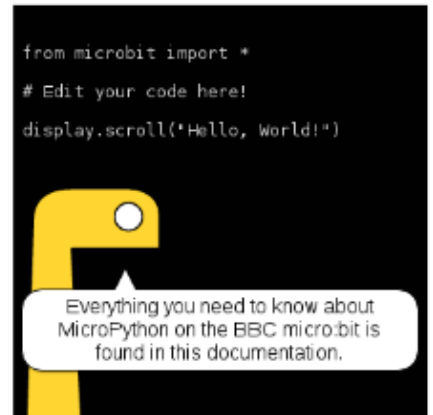 from microbit import *
# Edit your code here!
display.scroll("Hello, World!")
Everything you need to know about
MicroPython on the BBC micro:bit is
found in this documentation.